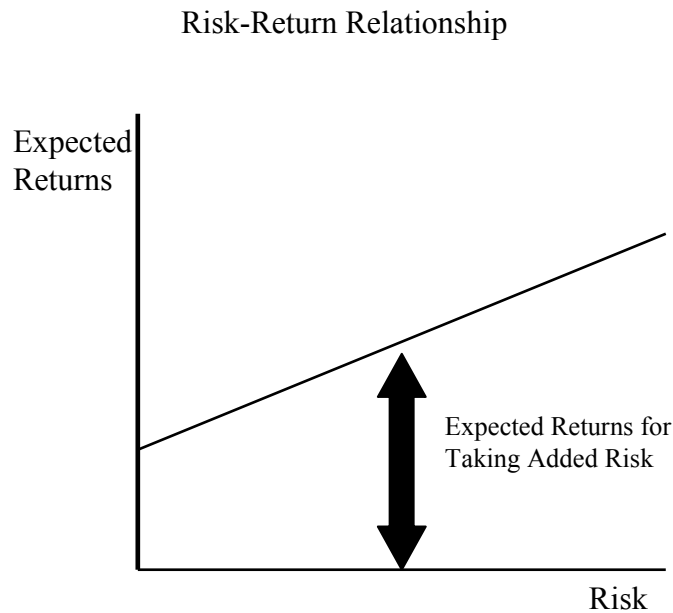 Risk-Return Relationship
Expected
Returns
Expected Returns for
Taking Added Risk
Risk